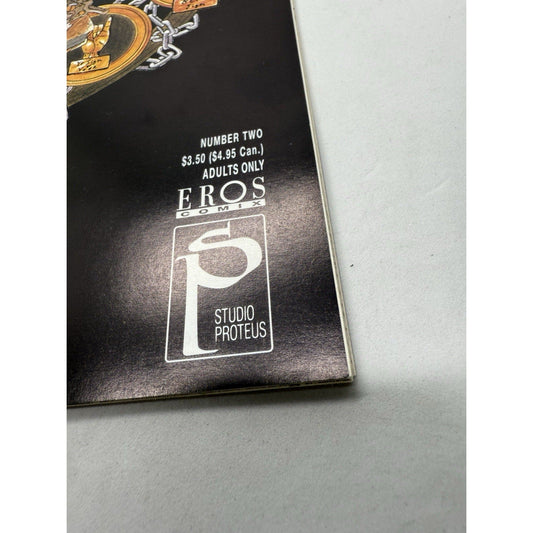 NUMBER TWO
$3.50 ($4.95 Can.)
ADULTS ONLY
EROS
COMIX
SP
STUDIO
PROTEUS